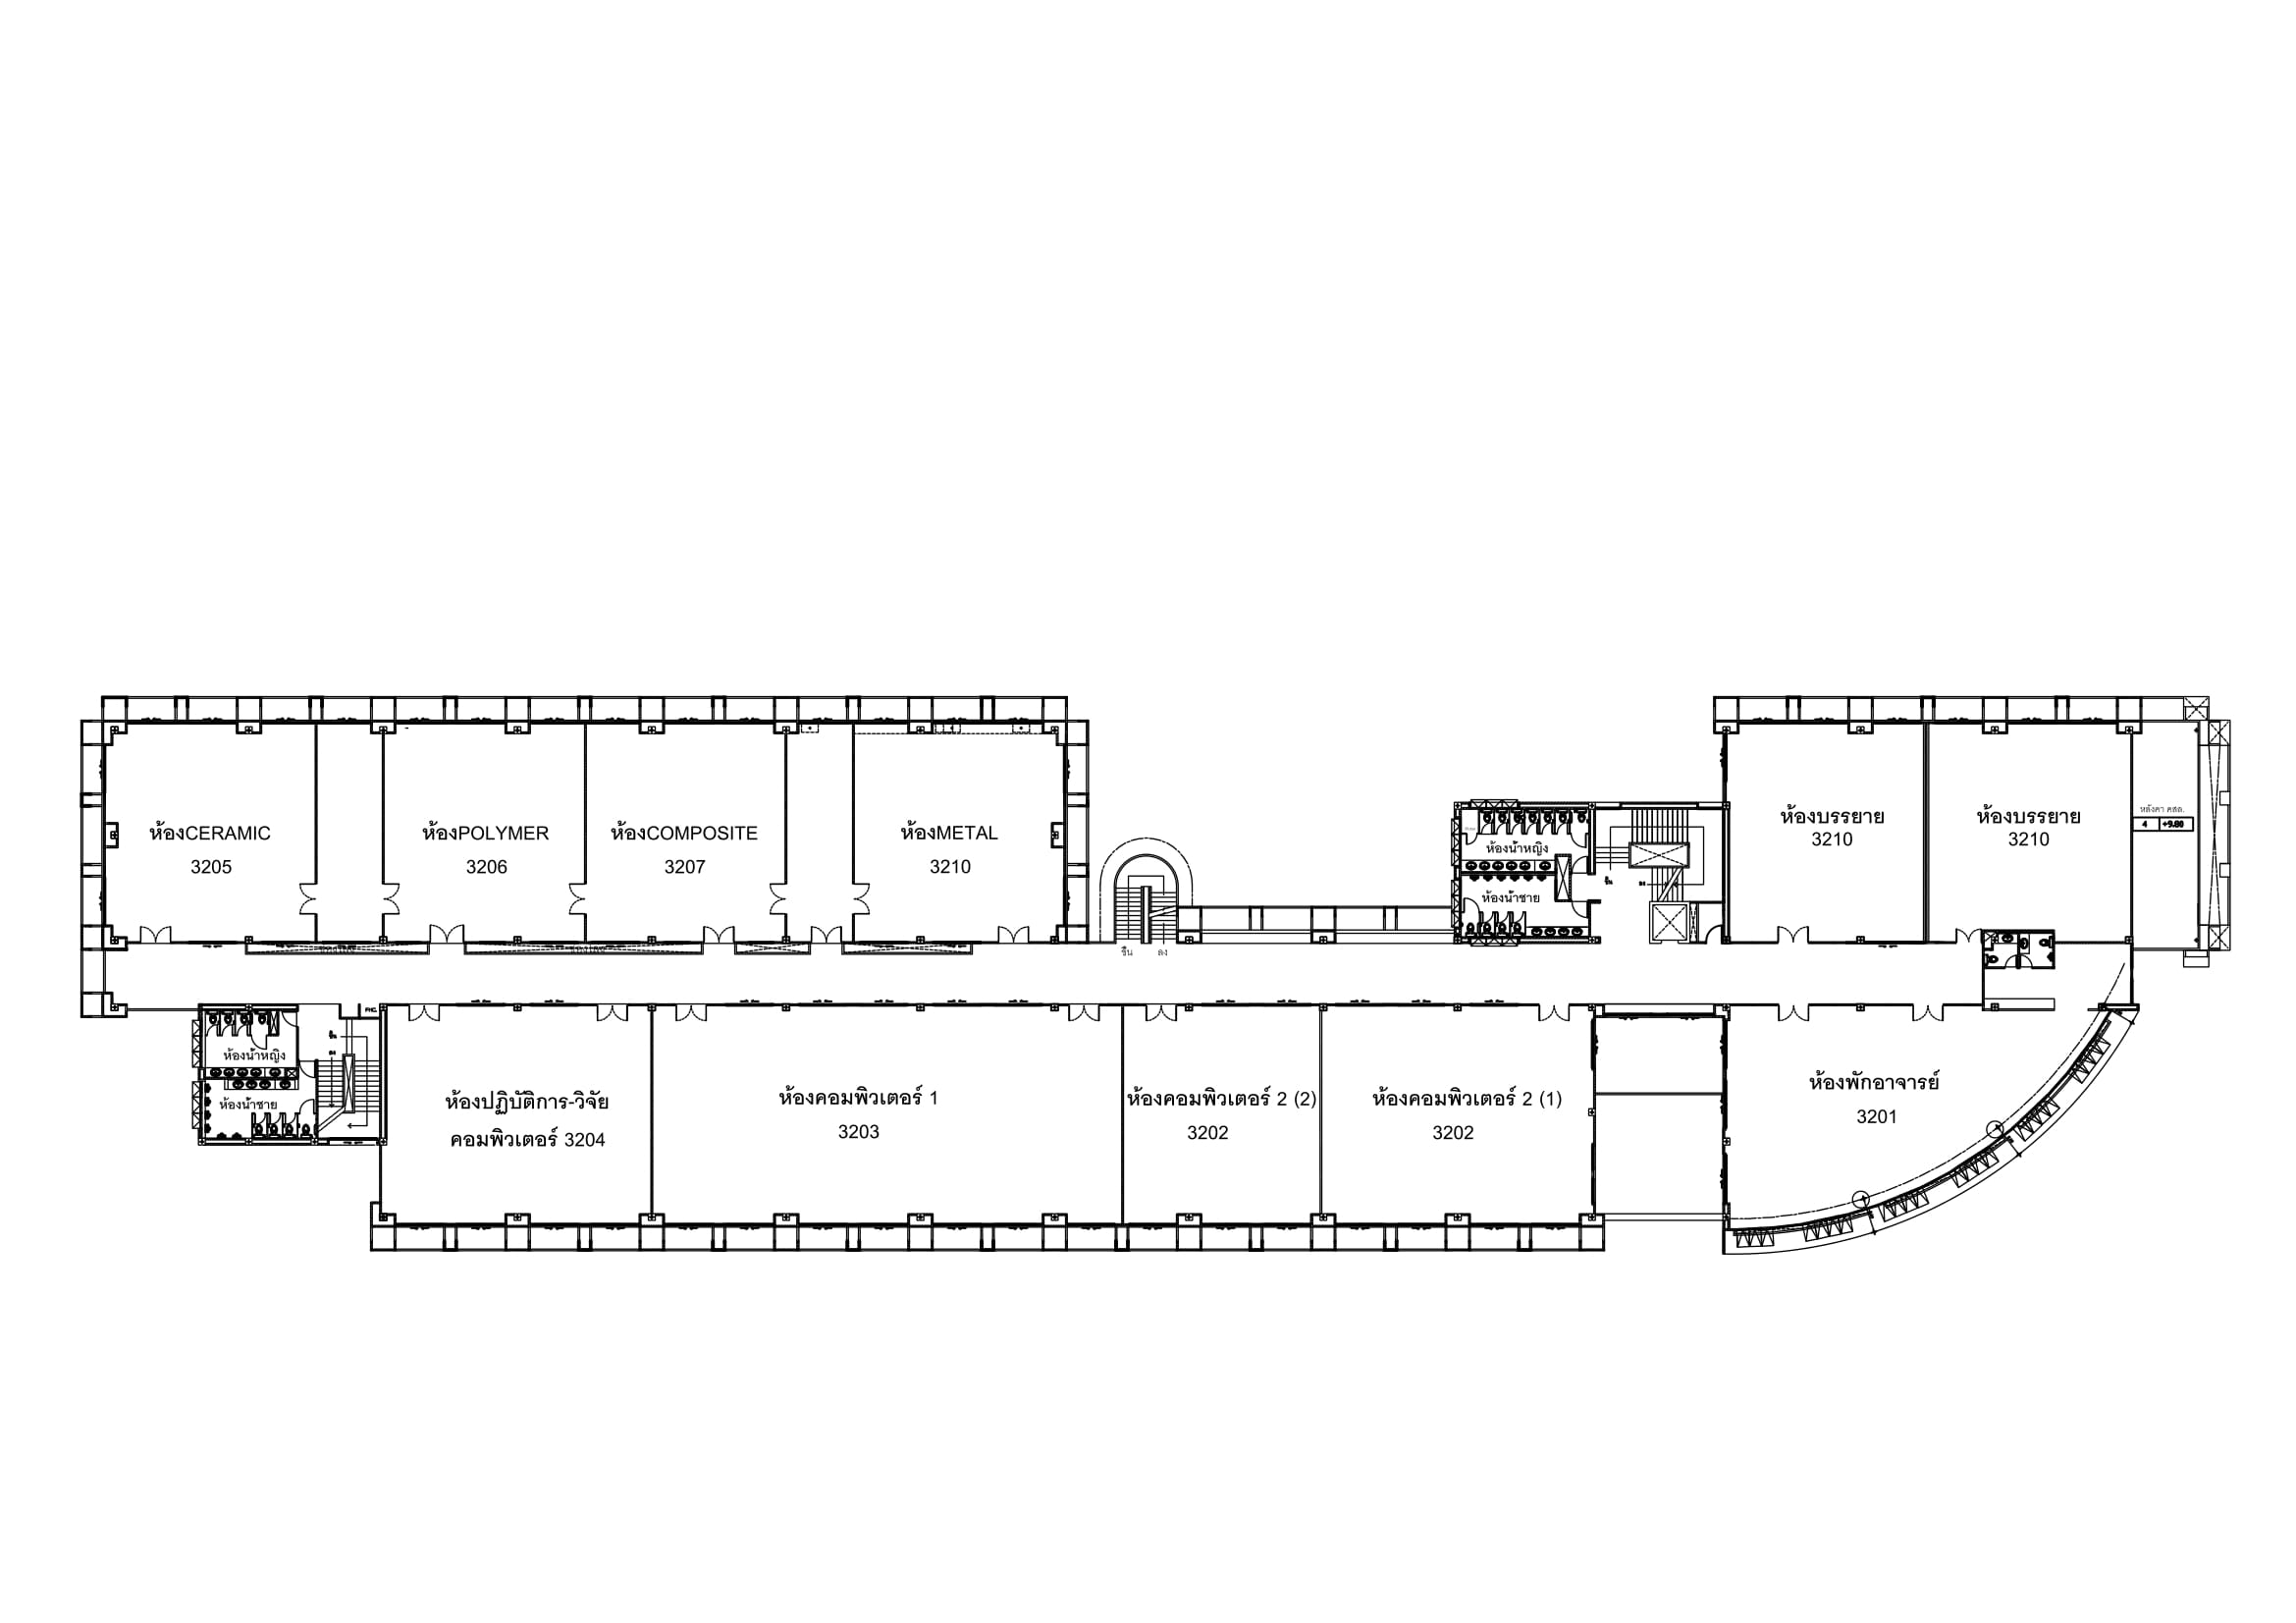 ห้องCERAMIC
3205
ห้องPOLYMER
3206
ห้องCOMPOSITE
3207
ห้องMETAL
3210
ห้องน้ำหญิง
ห้องน้ำชาย
ขึ้น
ลง
ขึ้น
ลง
ห้องบรรยาย
3210
ห้องบรรยาย
3210
หลังคา คสล.
4 +9.80
FHC.
ขึ้น
ลง
ห้องน้ำหญิง
ห้องน้ำชาย
ห้องปฏิบัติการ-วิจัย
คอมพิวเตอร์ 3204
ห้องคอมพิวเตอร์ 1
3203
ห้องคอมพิวเตอร์ 2 (2)
3202
ห้องคอมพิวเตอร์ 2 (1)
3202
ห้องพักอาจารย์
3201